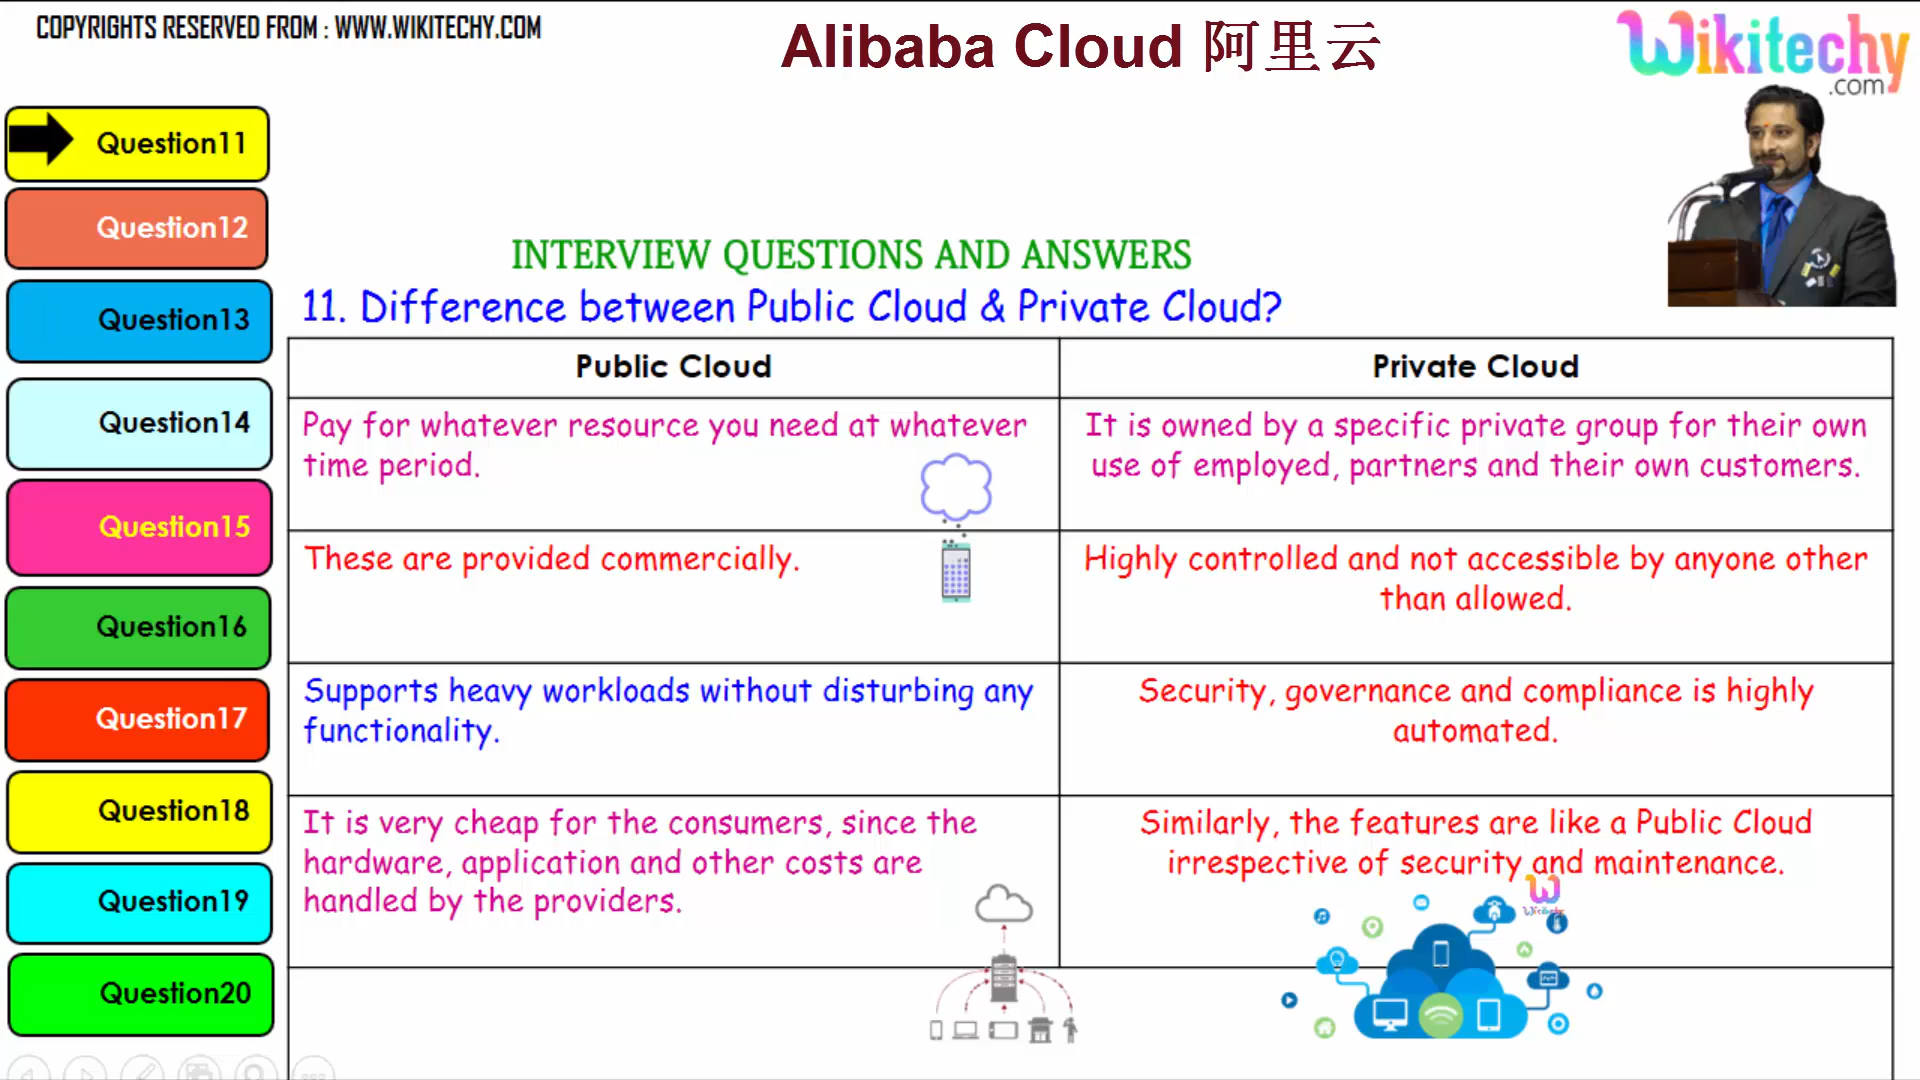 COPYRIGHTS RESERVED FROM : WWW.WIKITECHY.COM
Alibaba Cloud 阿里云
Wikitechy
.com
Question11
Question12
Question13
Question14
Question15
Question16
Question17
Question18
Question19
Question20
INTERVIEW QUESTIONS AND ANSWERS
11. Difference between Public Cloud & Private Cloud?
Public Cloud
Private Cloud
Pay for whatever resource you need at whatever
time period.
It is owned by a specific private group for their own
use of employed, partners and their own customers.
These are provided commercially.
Highly controlled and not accessible by anyone other
than allowed.
Supports heavy workloads without disturbing any
functionality.
Security, governance and compliance is highly
automated.
It is very cheap for the consumers, since the
hardware, application and other costs are
handled by the providers.
Similarly, the features are like a Public Cloud
irrespective of security and maintenance.
W
Wikitechy